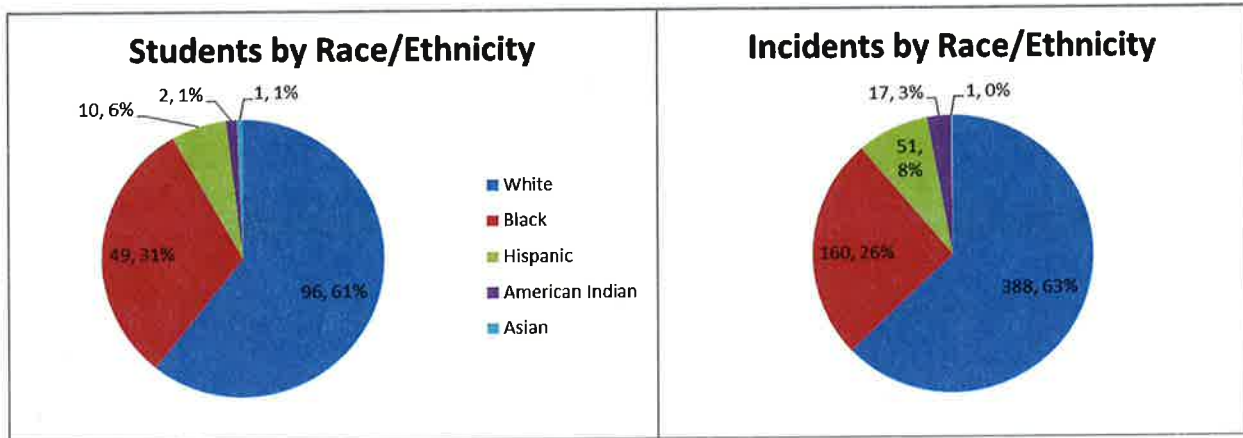 Students by Race/Ethnicity
10, 6%
2, 1%
1, 1%
49, 31%
96, 61%
White
Black
Hispanic
American Indian
Asian
Incidents by Race/Ethnicity
17, 3%
1, 0%
51,
8%
160, 26%
388, 63%